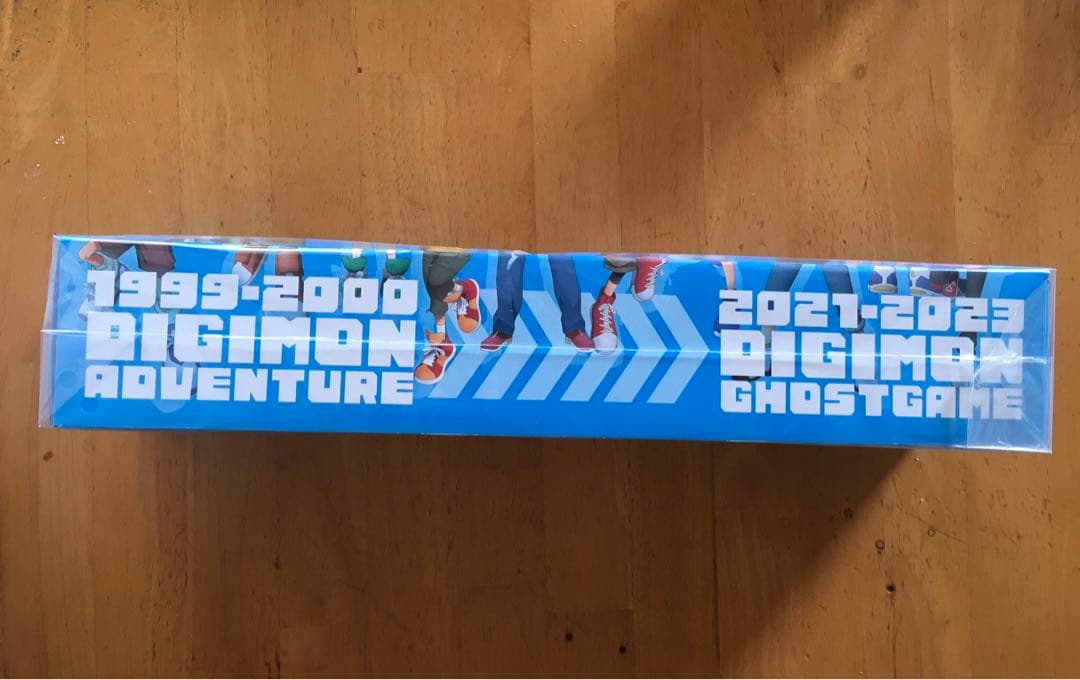 1999-2000
DIGIMON
ADVENTURE
2021-2023
DIGIMON
GHOSTGAME